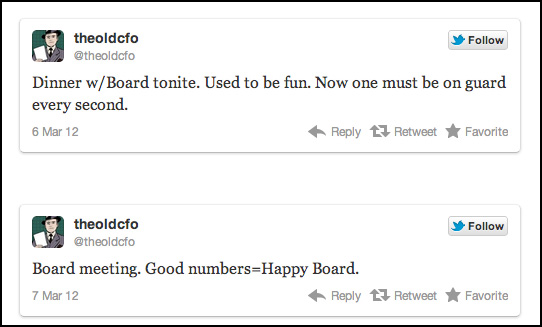 theoldcfo
Follow
@theoldcfo
Dinner w/Board tonite. Used to be fun. Now one must be on guard
every second.
6 Mar 12 Reply Retweet Favorite
theoldcfo
Follow
@theoldcfo
Board meeting. Good numbers=Happy Board.
7 Mar 12 Reply Retweet Favorite